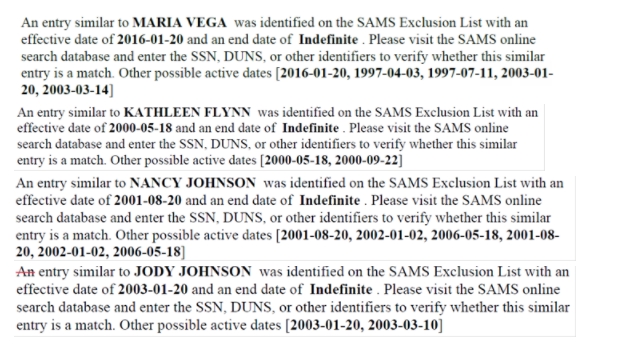 An entry similar to MARIA VEGA was identified on the SAMS Exclusion List with an
effective date of 2016-01-20 and an end date of Indefinite . Please visit the SAMS online
search database and enter the SSN, DUNS, or other identifiers to verify whether this similar
entry is a match. Other possible active dates [2016-01-20, 1997-04-03, 1997-07-11, 2003-01-
20, 2003-03-14]
An entry similar to KATHLEEN FLYNN was identified on the SAMS Exclusion List with an
effective date of 2000-05-18 and an end date of Indefinite . Please visit the SAMS online
search database and enter the SSN, DUNS, or other identifiers to verify whether this similar
entry is a match. Other possible active dates [2000-05-18, 2000-09-22]
An entry similar to NANCY JOHNSON was identified on the SAMS Exclusion List with an
effective date of 2001-08-20 and an end date of Indefinite . Please visit the SAMS online
search database and enter the SSN, DUNS, or other identifiers to verify whether this similar
entry is a match. Other possible active dates [2001-08-20, 2002-01-02, 2006-05-18, 2001-08-
20, 2002-01-02, 2006-05-18]
An entry similar to JODY JOHNSON was identified on the SAMS Exclusion List with an
effective date of 2003-01-20 and an end date of Indefinite . Please visit the SAMS online
search database and enter the SSN, DUNS, or other identifiers to verify whether this similar
entry is a match. Other possible active dates [2003-01-20, 2003-03-10]